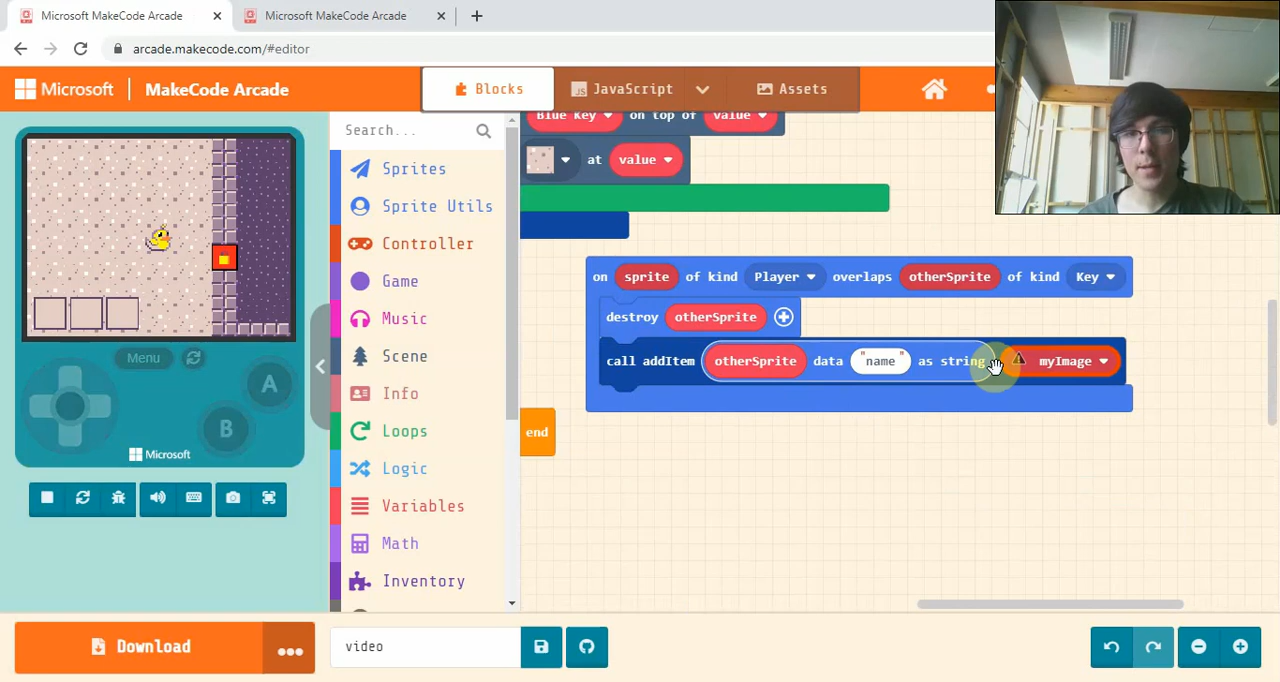 Microsoft MakeCode Arcade
Microsoft MakeCode Arcade
arcade.makecode.com/#editor
Microsoft
MakeCode Arcade
Blocks
JS
JavaScript
Assets
Blue Key on top of value
at value
Search...
Sprites
Sprite Utils
Controller
Game
Music
Scene
Info
Loops
Logic
Variables
Math
Inventory
Menu
A
B
Microsoft
on sprite of kind Player overlaps otherSprite of kind Key
destroy otherSprite
call addItem otherSprite data "name" as string myImage
end
Download
video